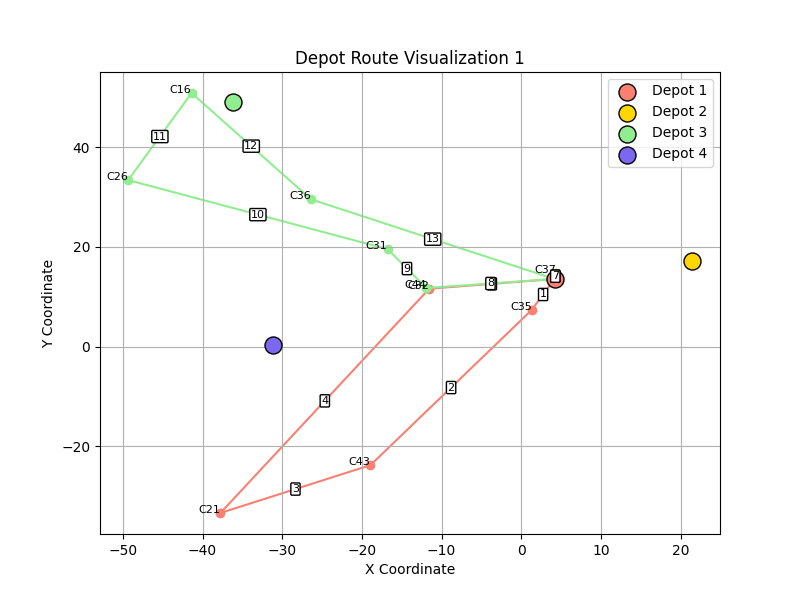 Depot Route Visualization 1
Depot 1
Depot 2
Depot 3
Depot 4
C16
11
12
C26
C36
10
13
C31
9
C37
7
8
1
C35
4
2
C43
C21
3
40
20
0
−20
−50
−40
−30
−20
−10
0
10
20
X Coordinate
Y Coordinate